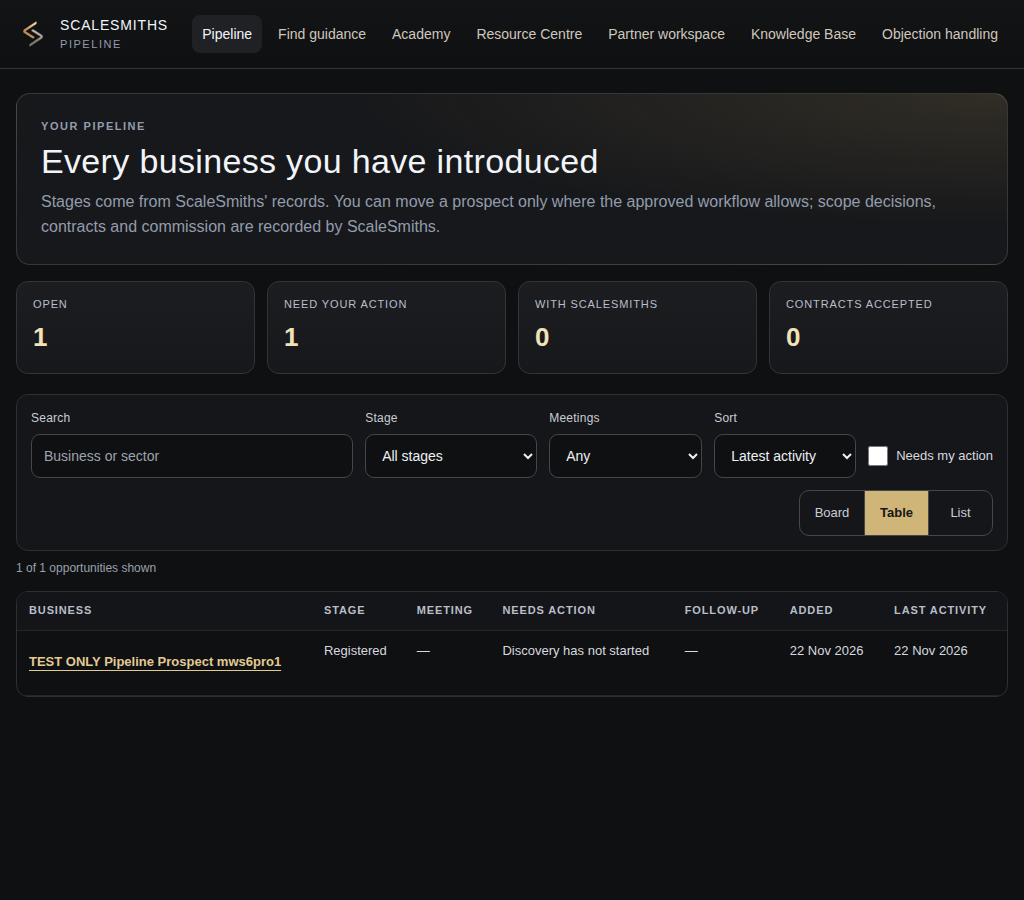 SCALESMITHS
PIPELINE
Pipeline Find guidance Academy Resource Centre Partner workspace Knowledge Base Objection handling
YOUR PIPELINE
Every business you have introduced
Stages come from ScaleSmiths' records. You can move a prospect only where the approved workflow allows; scope decisions,
contracts and commission are recorded by ScaleSmiths.
OPEN NEED YOUR ACTION WITH SCALESMITHS CONTRACTS ACCEPTED
1 1 0 0
Search Stage Meetings Sort
Business or sector All stages Any Latest activity Needs my action
Board Table List
1 of 1 opportunities shown
BUSINESS STAGE MEETING NEEDS ACTION FOLLOW-UP ADDED LAST ACTIVITY
TEST ONLY Pipeline Prospect mws6pro1 Registered — Discovery has not started — 22 Nov 2026 22 Nov 2026